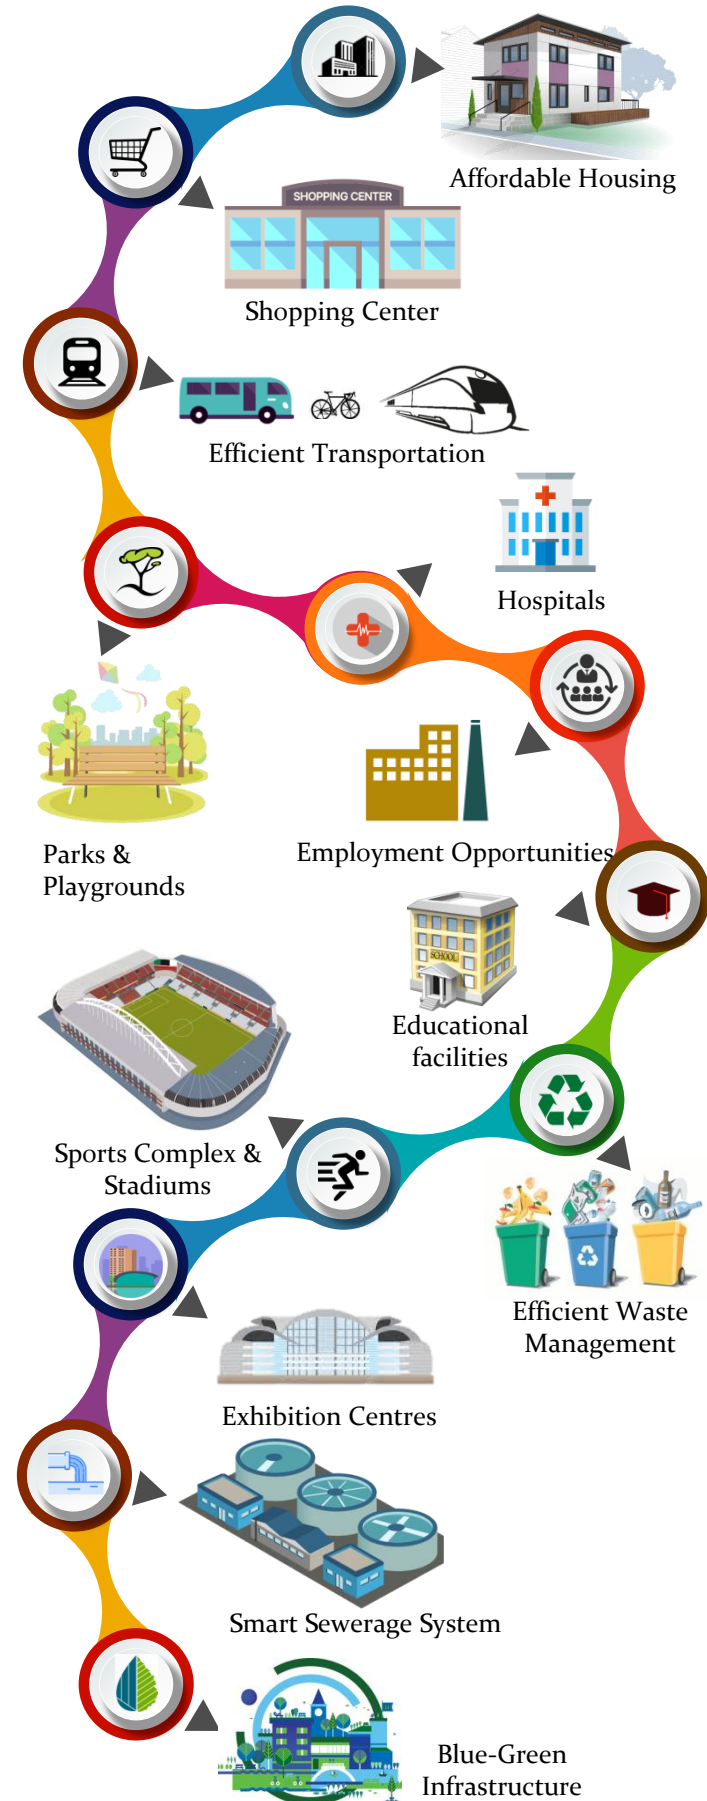 Affordable Housing
SHOPPING CENTER
Shopping Center
Efficient Transportation
Hospitals
Parks &
Playgrounds
Employment Opportunities
SCHOOL
Educational
facilities
Sports Complex &
Stadiums
Efficient Waste
Management
Exhibition Centres
Smart Sewerage System
Blue-Green
Infrastructure